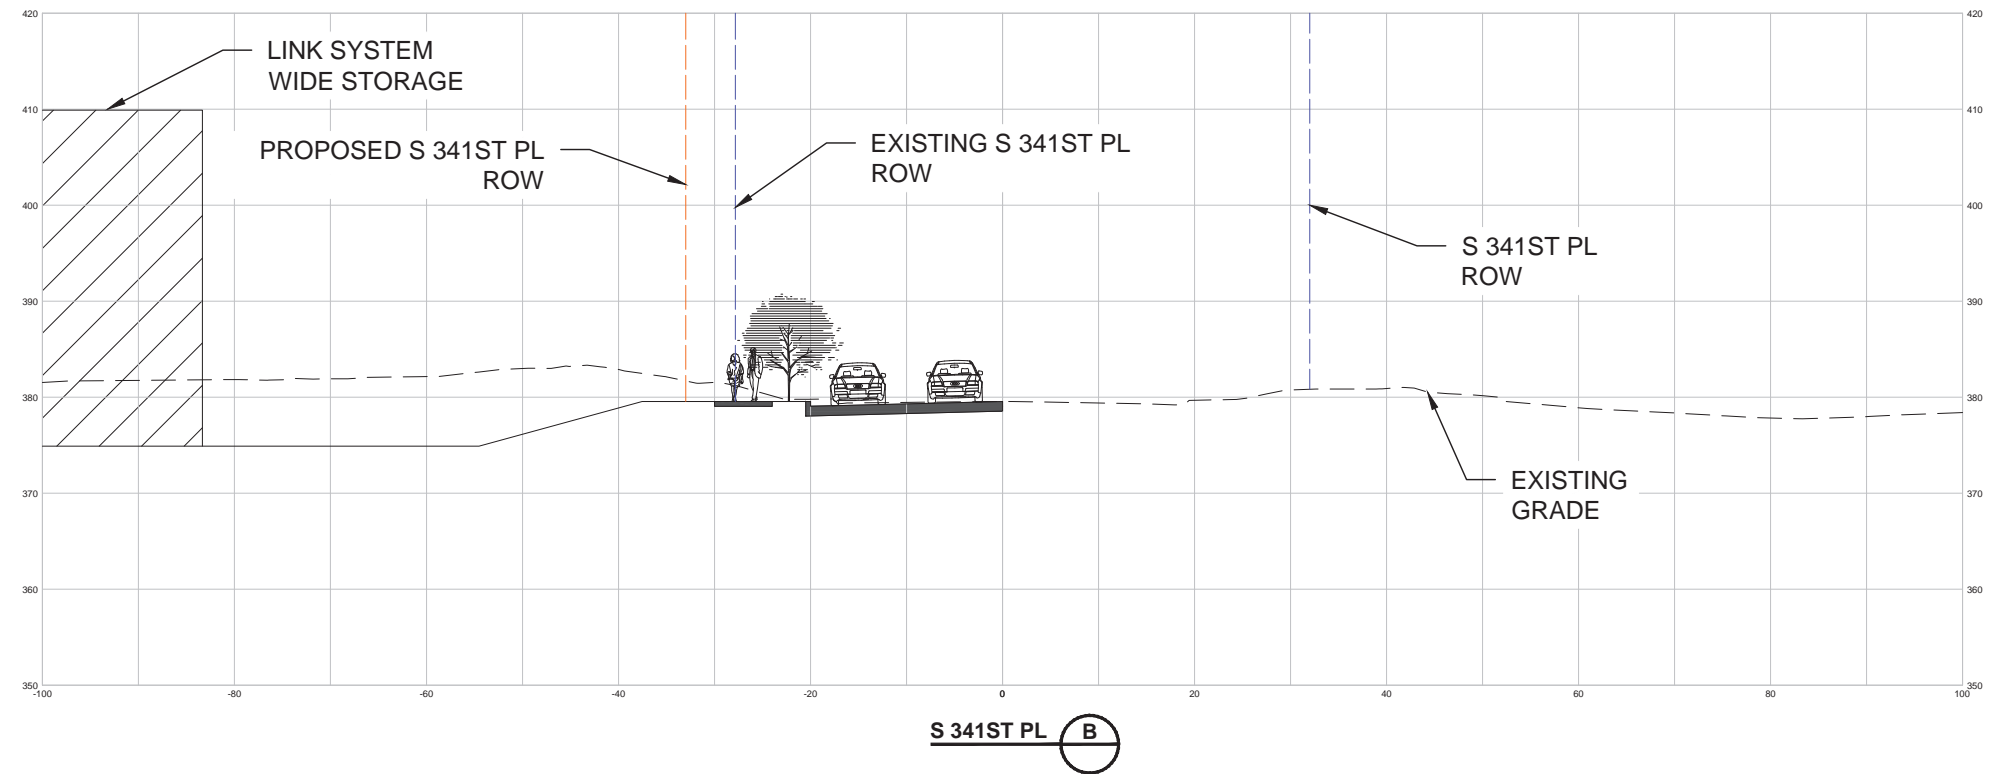 420
420
LINK SYSTEM
WIDE STORAGE
410
410
PROPOSED S 341ST PL
ROW
EXISTING S 341ST PL
ROW
400
400
S 341ST PL
ROW
390
390
380
380
EXISTING
GRADE
370
370
360
360
350
350
-100 -80 -60 -40 -20 0 20 40 60 80 100
S 341ST PL B